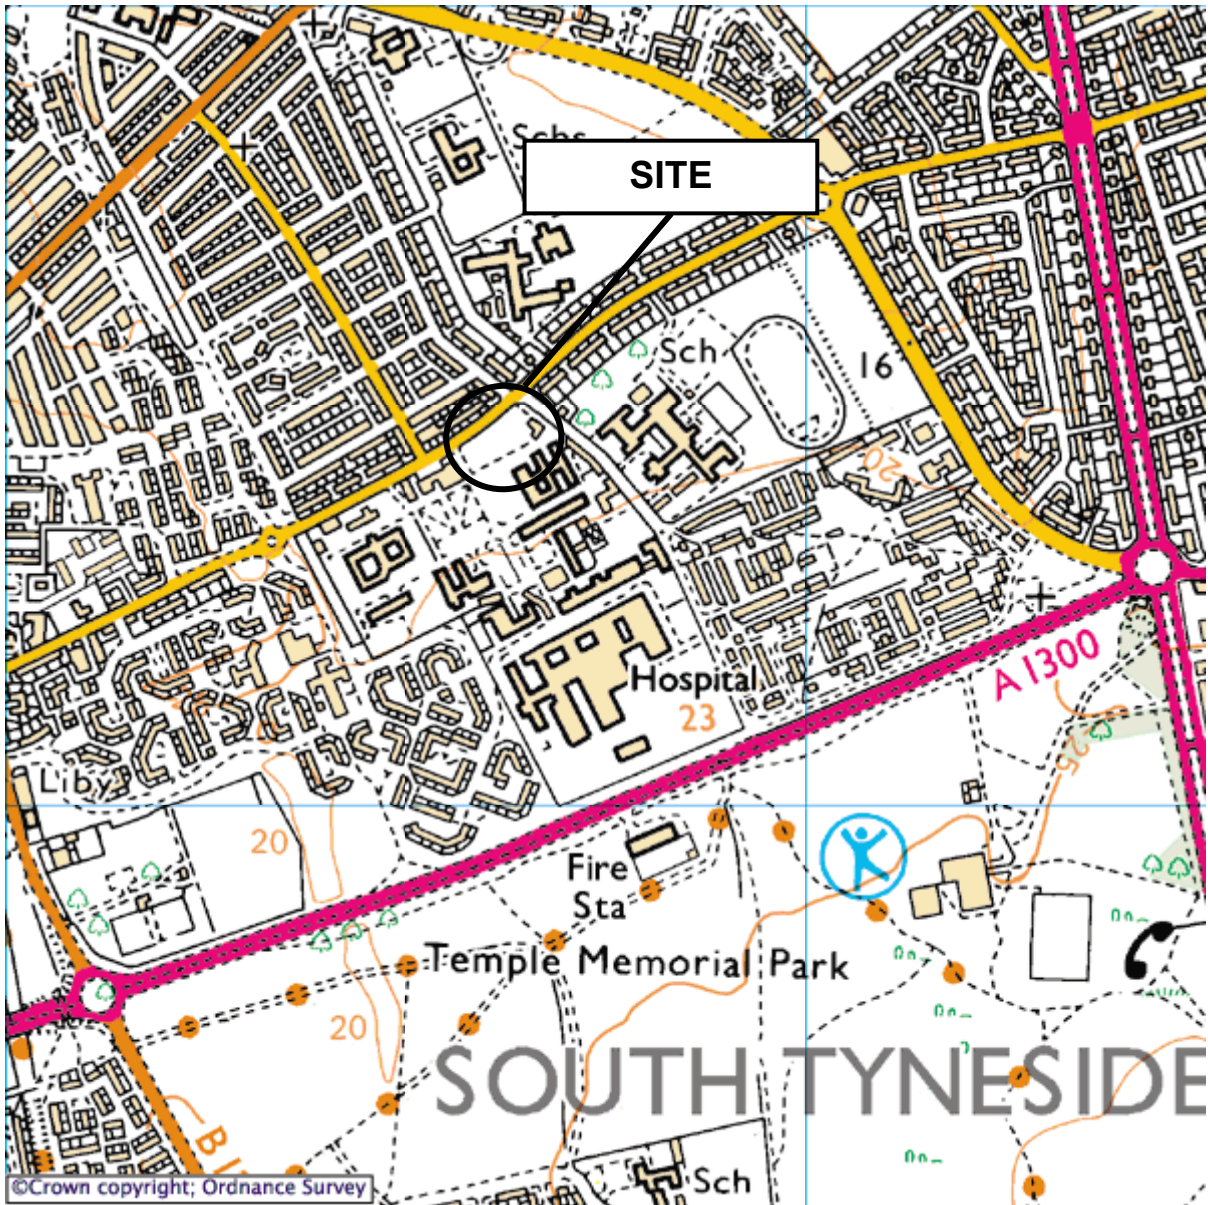 Schs
SITE
Sch
16
20
A 1300
Hospital
23
25
Liby
20
Fire
Sta
Temple Memorial Park
20
SOUTH TYNESIDE
Sch
©Crown copyright; Ordnance Survey